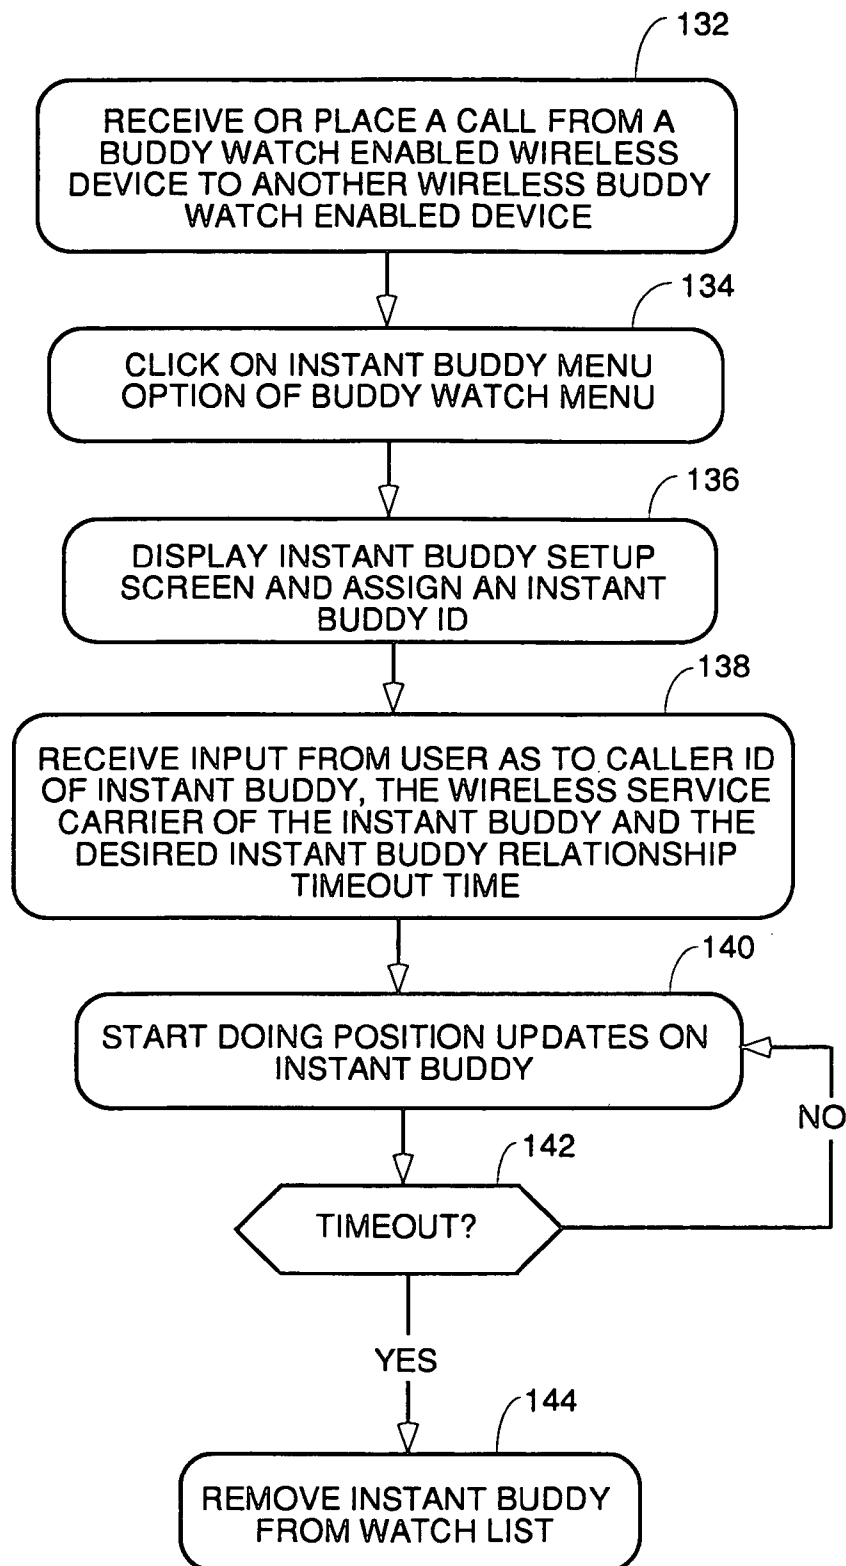 132
RECEIVE OR PLACE A CALL FROM A
BUDDY WATCH ENABLED WIRELESS
DEVICE TO ANOTHER WIRELESS BUDDY
WATCH ENABLED DEVICE
134
CLICK ON INSTANT BUDDY MENU
OPTION OF BUDDY WATCH MENU
136
DISPLAY INSTANT BUDDY SETUP
SCREEN AND ASSIGN AN INSTANT
BUDDY ID
138
RECEIVE INPUT FROM USER AS TO CALLER ID
OF INSTANT BUDDY, THE WIRELESS SERVICE
CARRIER OF THE INSTANT BUDDY AND THE
DESIRED INSTANT BUDDY RELATIONSHIP
TIMEOUT TIME
140
START DOING POSITION UPDATES ON
INSTANT BUDDY
NO
142
TIMEOUT?
YES
144
REMOVE INSTANT BUDDY
FROM WATCH LIST